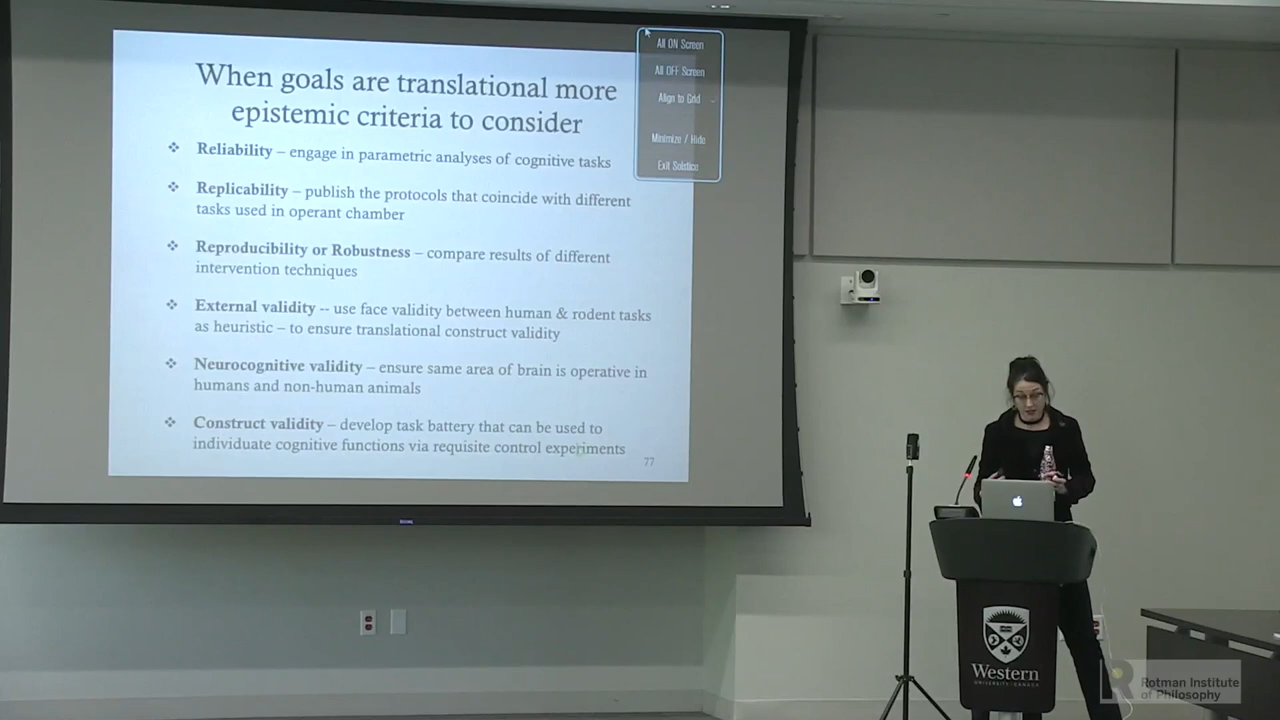 When goals are translational more
epistemic criteria to consider
❖ Reliability – engage in parametric analyses of cognitive tasks
❖ Replicability – publish the protocols that coincide with different
tasks used in operant chamber
❖ Reproducibility or Robustness – compare results of different
intervention techniques
❖ External validity -- use face validity between human & rodent tasks
as heuristic – to ensure translational construct validity
❖ Neurocognitive validity – ensure same area of brain is operative in
humans and non-human animals
❖ Construct validity – develop task battery that can be used to
individuate cognitive functions via requisite control experiments
77
All ON Screen
All OFF Screen
Align to Grid
Minimize / Hide
Exit Solstice
Western
UNIVERSITY · CANADA
R
Rotman Institute
of Philosophy